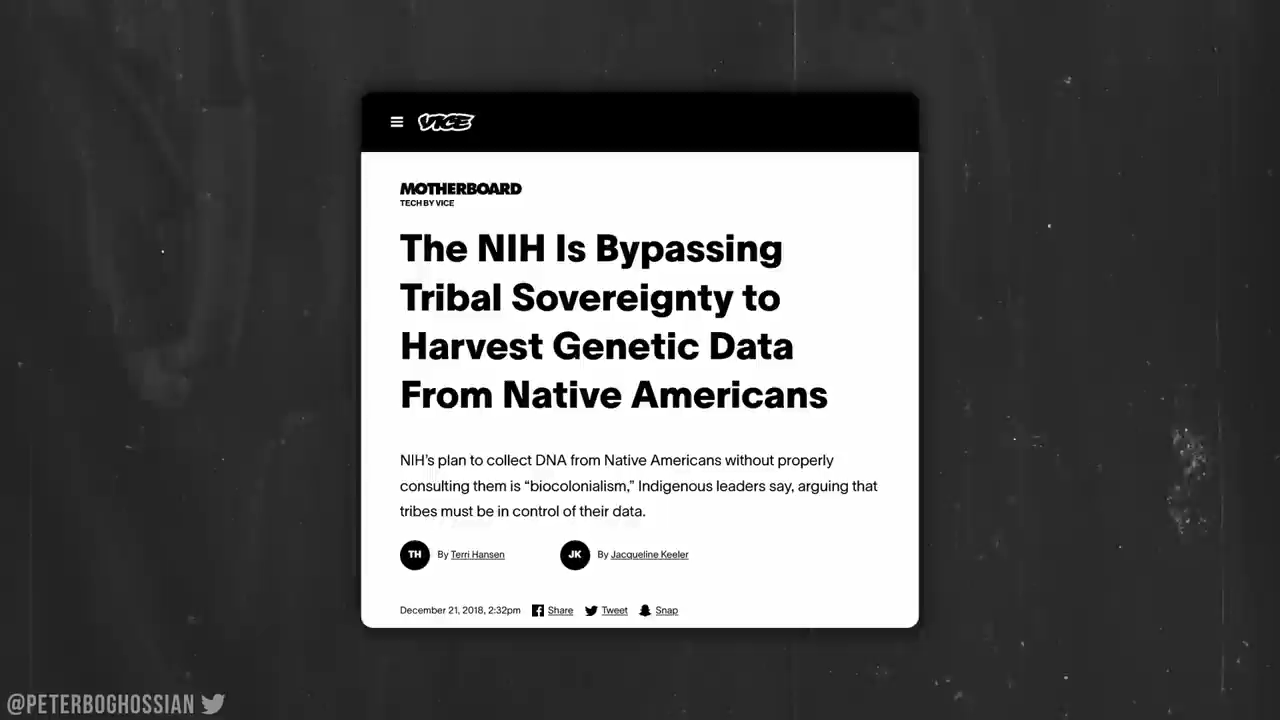 VICE
MOTHERBOARD
TECH BY VICE
The NIH Is Bypassing
Tribal Sovereignty to
Harvest Genetic Data
From Native Americans
NIH's plan to collect DNA from Native Americans without properly
consulting them is “biocolonialism,” Indigenous leaders say, arguing that
tribes must be in control of their data.
TH By Terri Hansen JK By Jacqueline Keeler
December 21, 2018, 2:32pm Share Tweet Snap
@PETERBOGHOSSIAN